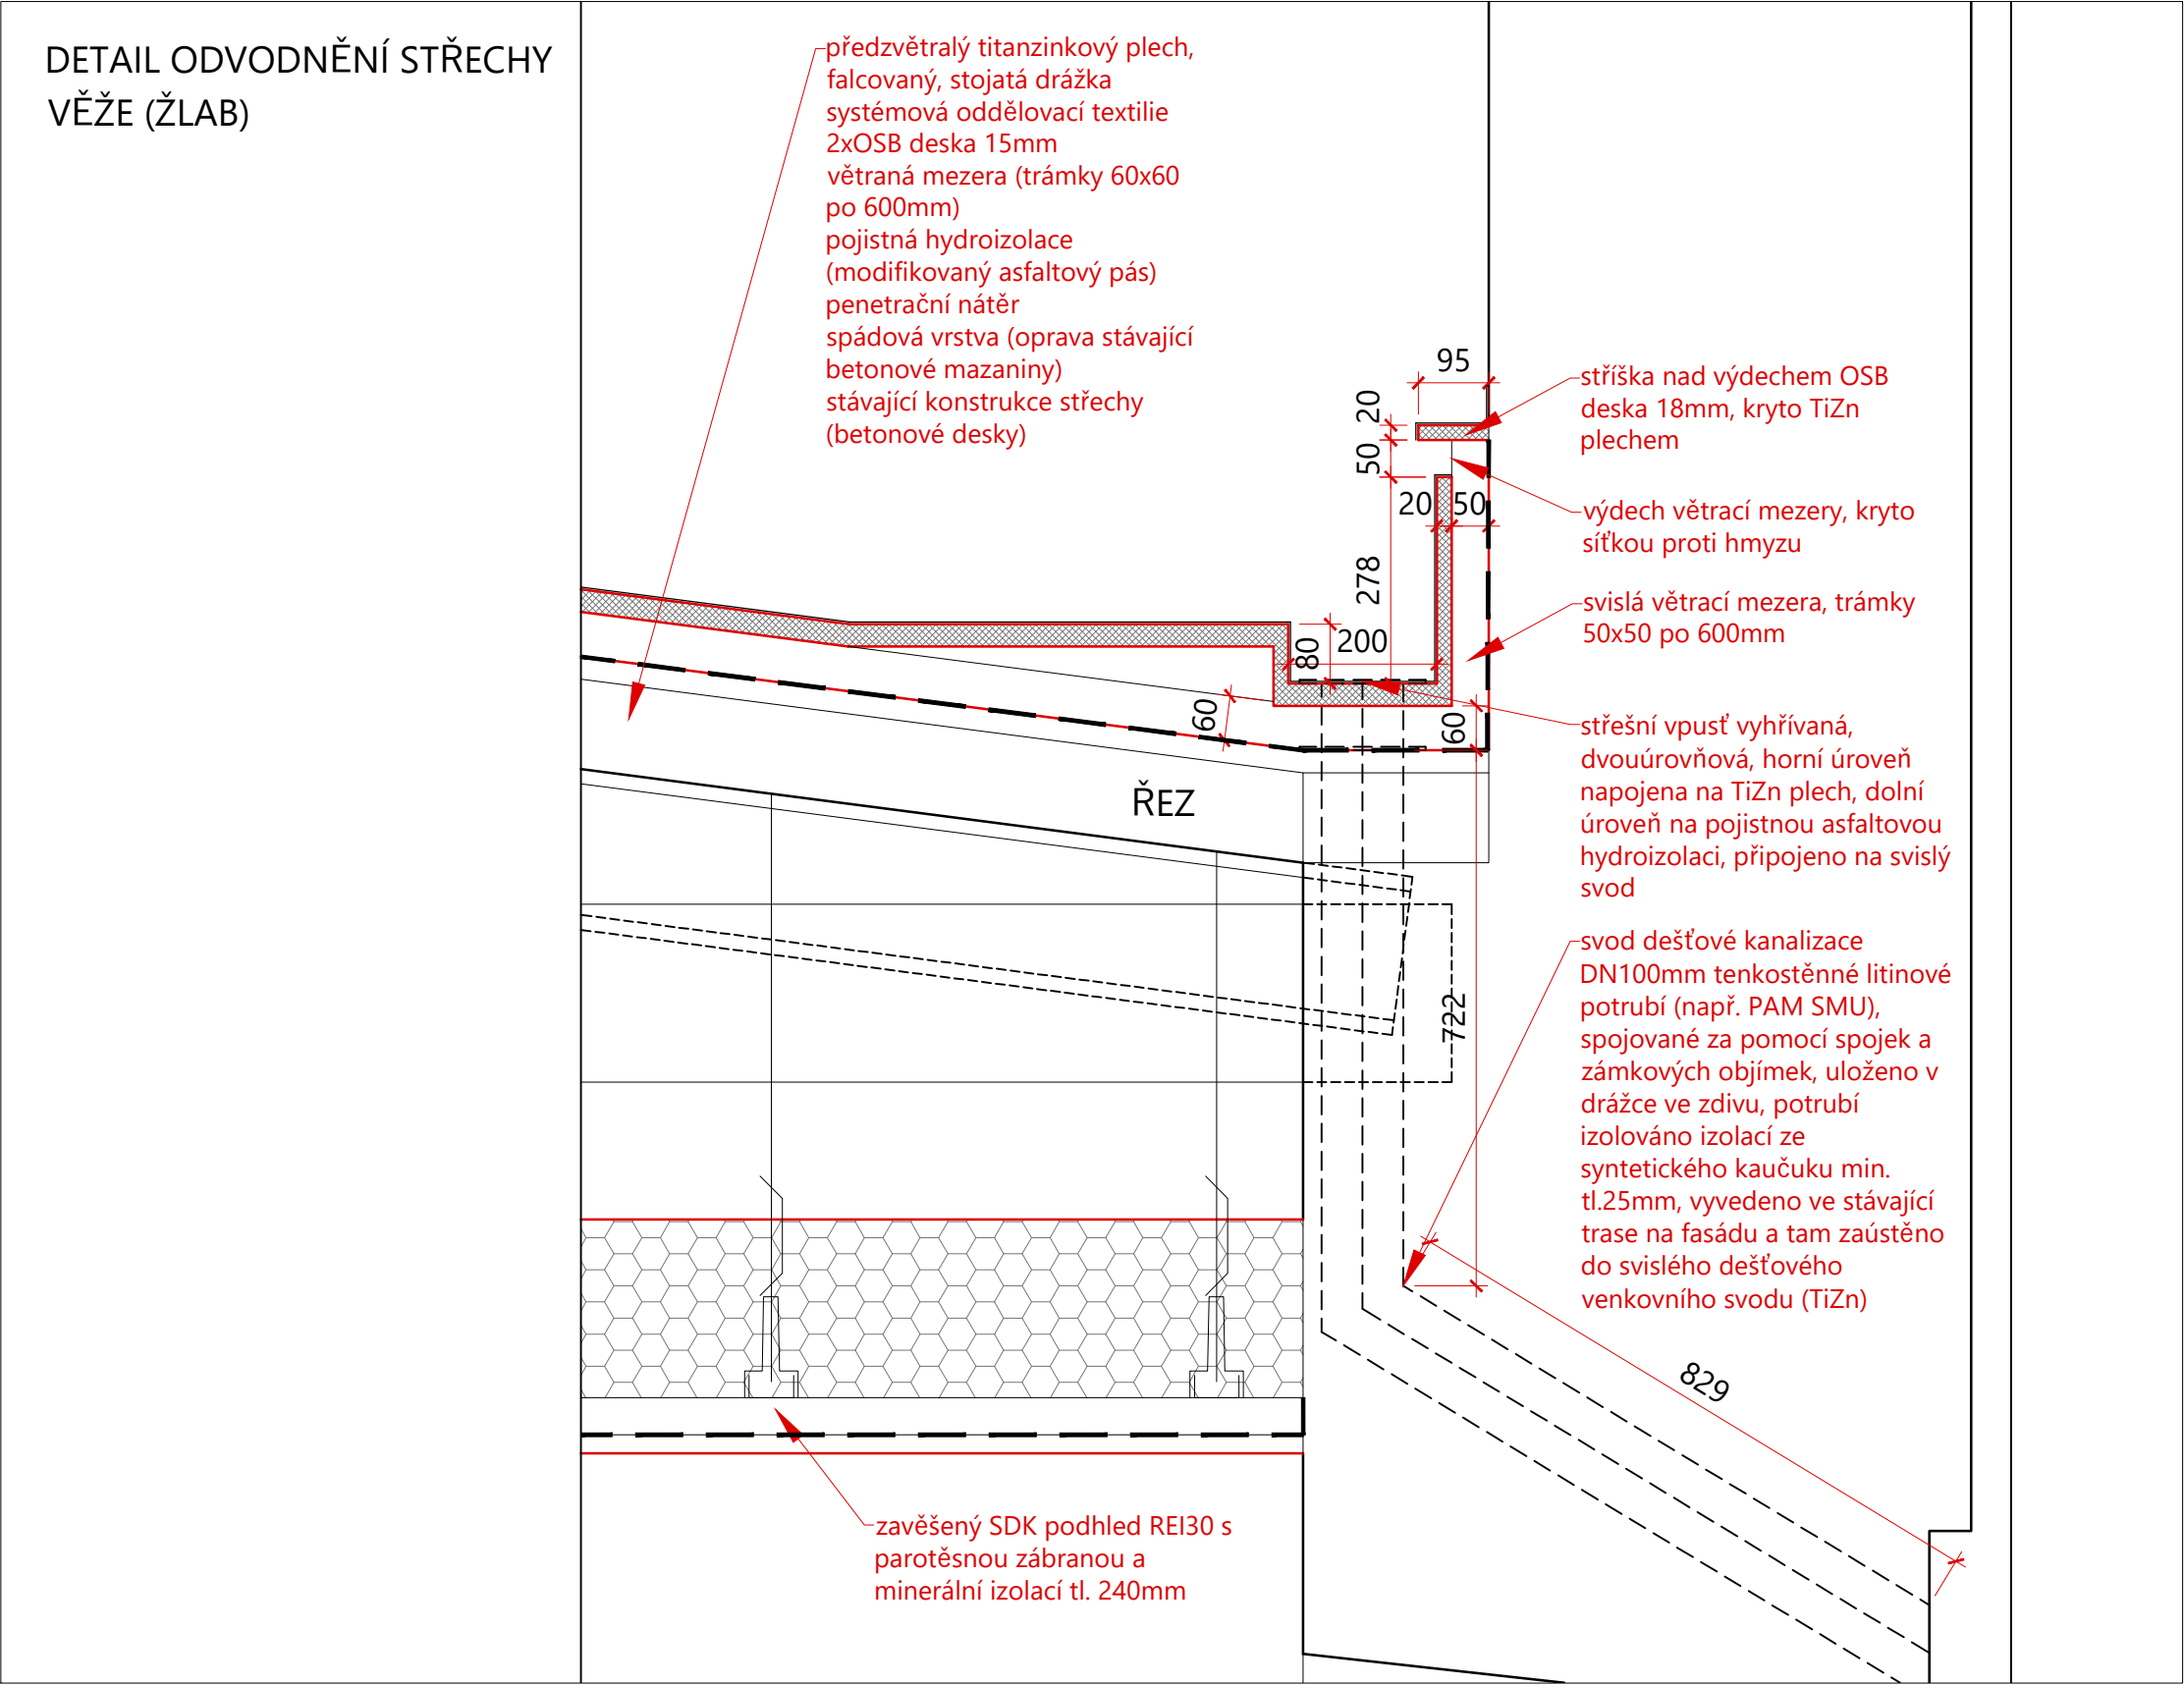 DETAIL ODVODNĚNÍ STŘECHY
VĚŽE (ŽLAB)
předzvětralý titanzinkový plech,
falcovaný, stojatá drážka
systémová oddělovací textilie
2xOSB deska 15mm
větraná mezera (trámky 60x60
po 600mm)
pojistná hydroizolace
(modifikovaný asfaltový pás)
penetrační nátěr
spádová vrstva (oprava stávající
betonové mazaniny)
stávající konstrukce střechy
(betonové desky)
95
20
50
20 50
278
80
200
60
60
722
829
ŘEZ
stříška nad výdechem OSB
deska 18mm, kryto TiZn
plechem
výdech větrací mezery, kryto
síťkou proti hmyzu
svislá větrací mezera, trámky
50x50 po 600mm
střešní vpusť vyhřívaná,
dvouúrovňová, horní úroveň
napojena na TiZn plech, dolní
úroveň na pojistnou asfaltovou
hydroizolaci, připojeno na svislý
svod
svod dešťové kanalizace
DN100mm tenkostěnné litinové
potrubí (např. PAM SMU),
spojované za pomocí spojek a
zámkových objímek, uloženo v
drážce ve zdivu, potrubí
izolováno izolací ze
syntetického kaučuku min.
tl.25mm, vyvedeno ve stávající
trase na fasádu a tam zaústěno
do svislého dešťového
venkovního svodu (TiZn)
zavěšený SDK podhled REI30 s
parotěsnou zábranou a
minerální izolací tl. 240mm